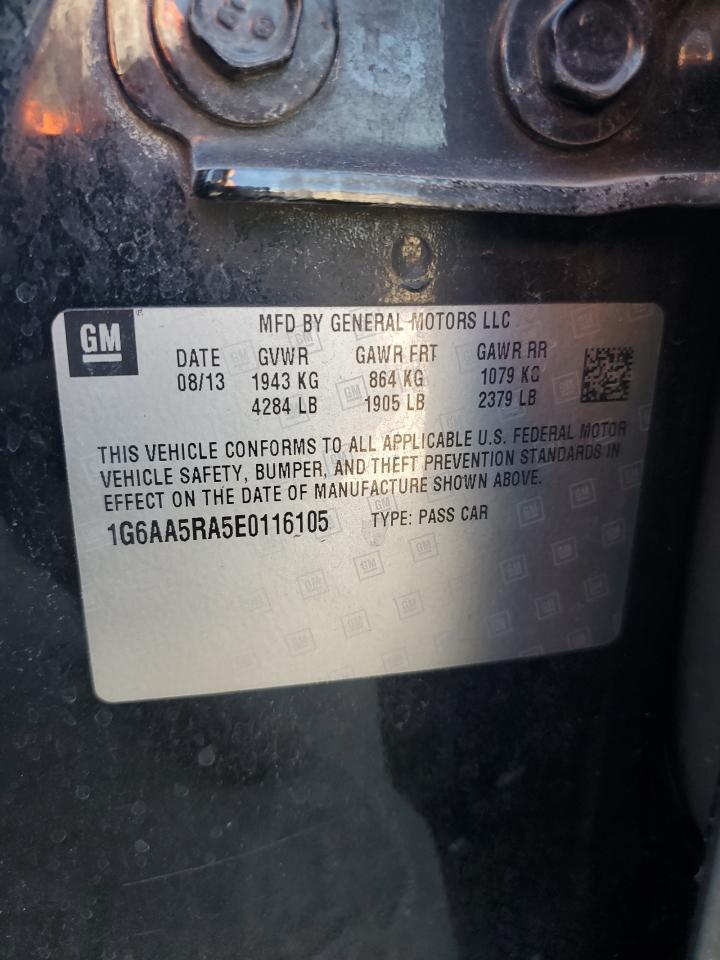 GM
MFD BY GENERAL MOTORS LLC
DATE GVWR GAWR FRT GAWR RR
08/13 1943 KG 864 KG 1079 KG
4284 LB 1905 LB 2379 LB
THIS VEHICLE CONFORMS TO ALL APPLICABLE U.S. FEDERAL MOTOR
VEHICLE SAFETY, BUMPER, AND THEFT PREVENTION STANDARDS IN
EFFECT ON THE DATE OF MANUFACTURE SHOWN ABOVE.
1G6AA5RA5E0116105 TYPE: PASS CAR